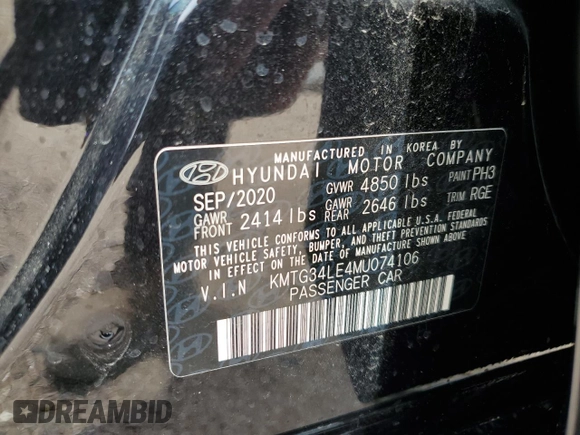 MANUFACTURED IN KOREA BY
HYUNDAI MOTOR COMPANY
SEP/2020 GVWR 4850 lbs PAINT PH3
GAWR FRONT 2414 lbs GAWR REAR 2646 lbs TRIM RGE
THIS VEHICLE CONFORMS TO ALL APPLICABLE U.S.A. FEDERAL
MOTOR VEHICLE SAFETY, BUMPER, AND THEFT PREVENTION STANDARDS
IN EFFECT ON THE DATE OF MANUFACTURE SHOWN ABOVE.
V.I.N KMTG34LE4MU074106
PASSENGER CAR
DREAMBID